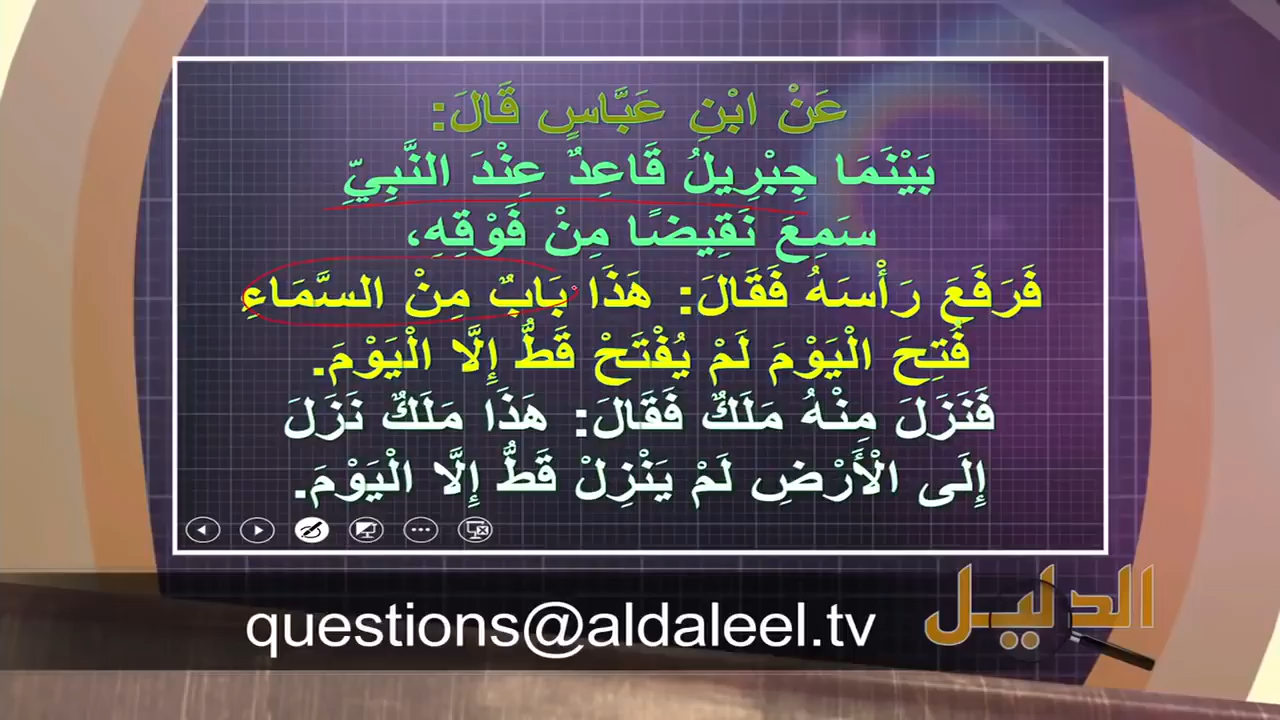 عَنْ ابْنِ عَبَّاسٍ قَالَ:
بَيْنَمَا جِبْرِيلُ قَاعِدٌ عِنْدَ النَّبِيِّ
سَمِعَ نَقِيضًا مِنْ فَوْقِهِ،
فَرَفَعَ رَأْسَهُ فَقَالَ: هَذَا بَابٌ مِنْ السَّمَاءِ
فُتِحَ الْيَوْمَ لَمْ يُفْتَحْ قَطُّ إِلَّا الْيَوْمَ.
فَنَزَلَ مِنْهُ مَلَكٌ فَقَالَ: هَذَا مَلَكٌ نَزَلَ
إِلَى الْأَرْضِ لَمْ يَنْزِلْ قَطُّ إِلَّا الْيَوْمَ.
questions@aldaleel.tv
الدليل